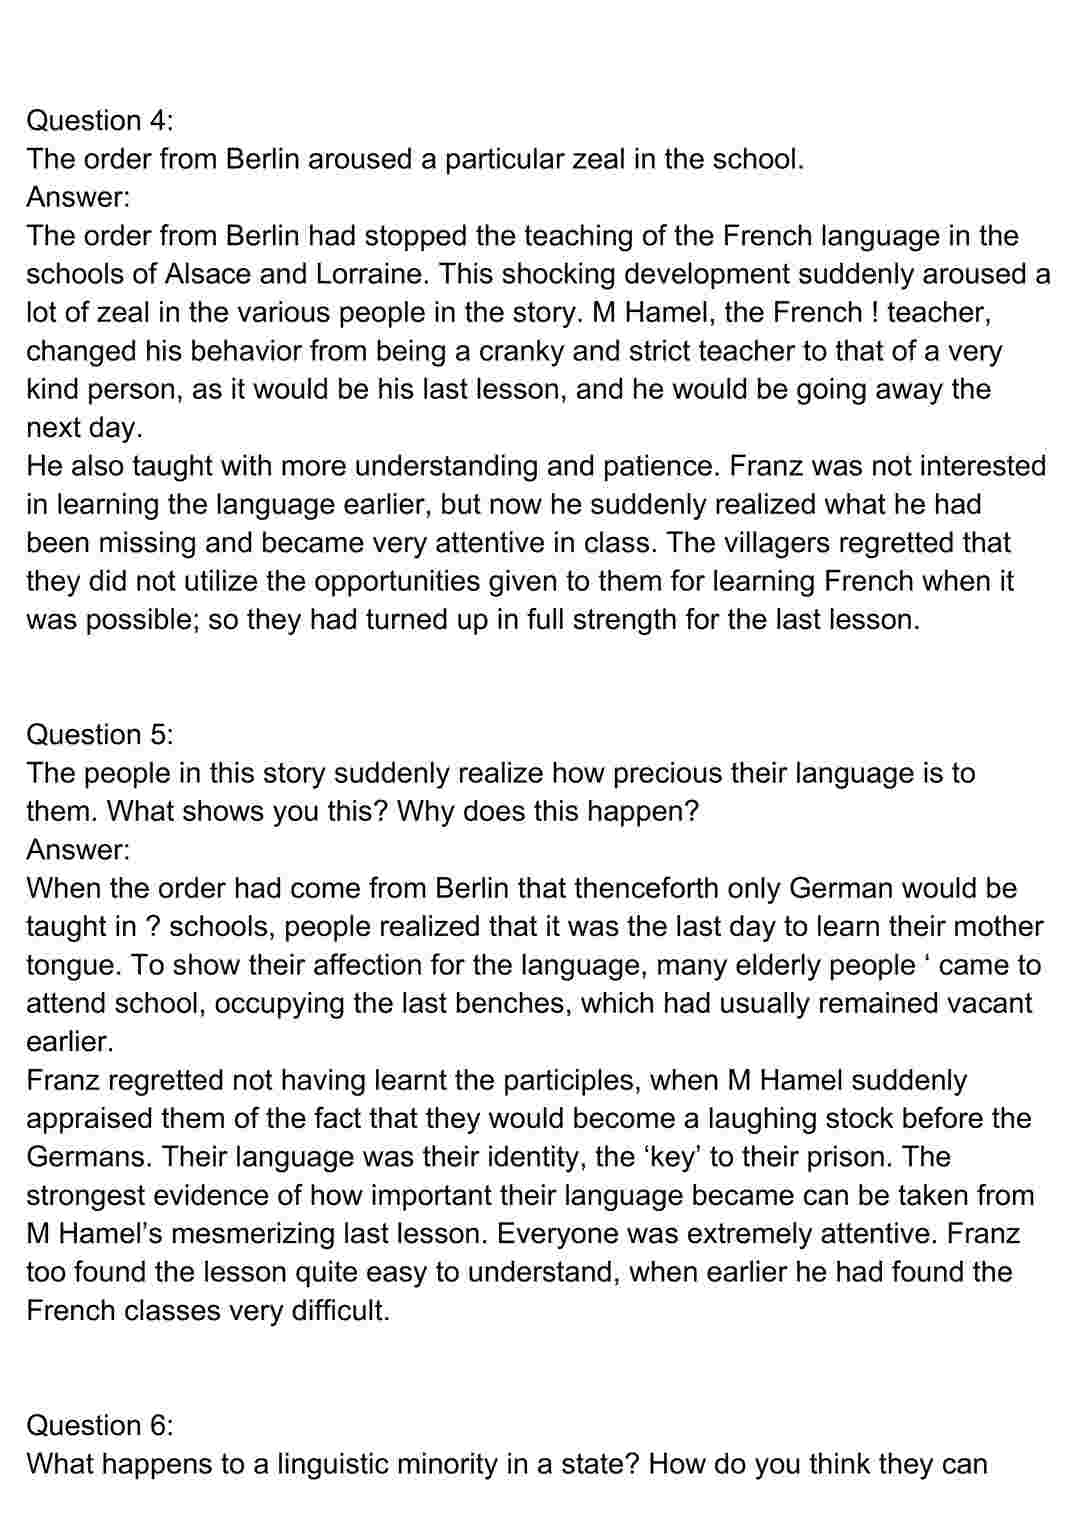 Question 4:
The order from Berlin aroused a particular zeal in the school.
Answer:
The order from Berlin had stopped the teaching of the French language in the
schools of Alsace and Lorraine. This shocking development suddenly aroused a
lot of zeal in the various people in the story. M Hamel, the French ! teacher,
changed his behavior from being a cranky and strict teacher to that of a very
kind person, as it would be his last lesson, and he would be going away the
next day.
He also taught with more understanding and patience. Franz was not interested
in learning the language earlier, but now he suddenly realized what he had
been missing and became very attentive in class. The villagers regretted that
they did not utilize the opportunities given to them for learning French when it
was possible; so they had turned up in full strength for the last lesson.
Question 5:
The people in this story suddenly realize how precious their language is to
them. What shows you this? Why does this happen?
Answer:
When the order had come from Berlin that thenceforth only German would be
taught in ? schools, people realized that it was the last day to learn their mother
tongue. To show their affection for the language, many elderly people ‘ came to
attend school, occupying the last benches, which had usually remained vacant
earlier.
Franz regretted not having learnt the participles, when M Hamel suddenly
appraised them of the fact that they would become a laughing stock before the
Germans. Their language was their identity, the ‘key’ to their prison. The
strongest evidence of how important their language became can be taken from
M Hamel’s mesmerizing last lesson. Everyone was extremely attentive. Franz
too found the lesson quite easy to understand, when earlier he had found the
French classes very difficult.
Question 6:
What happens to a linguistic minority in a state? How do you think they can